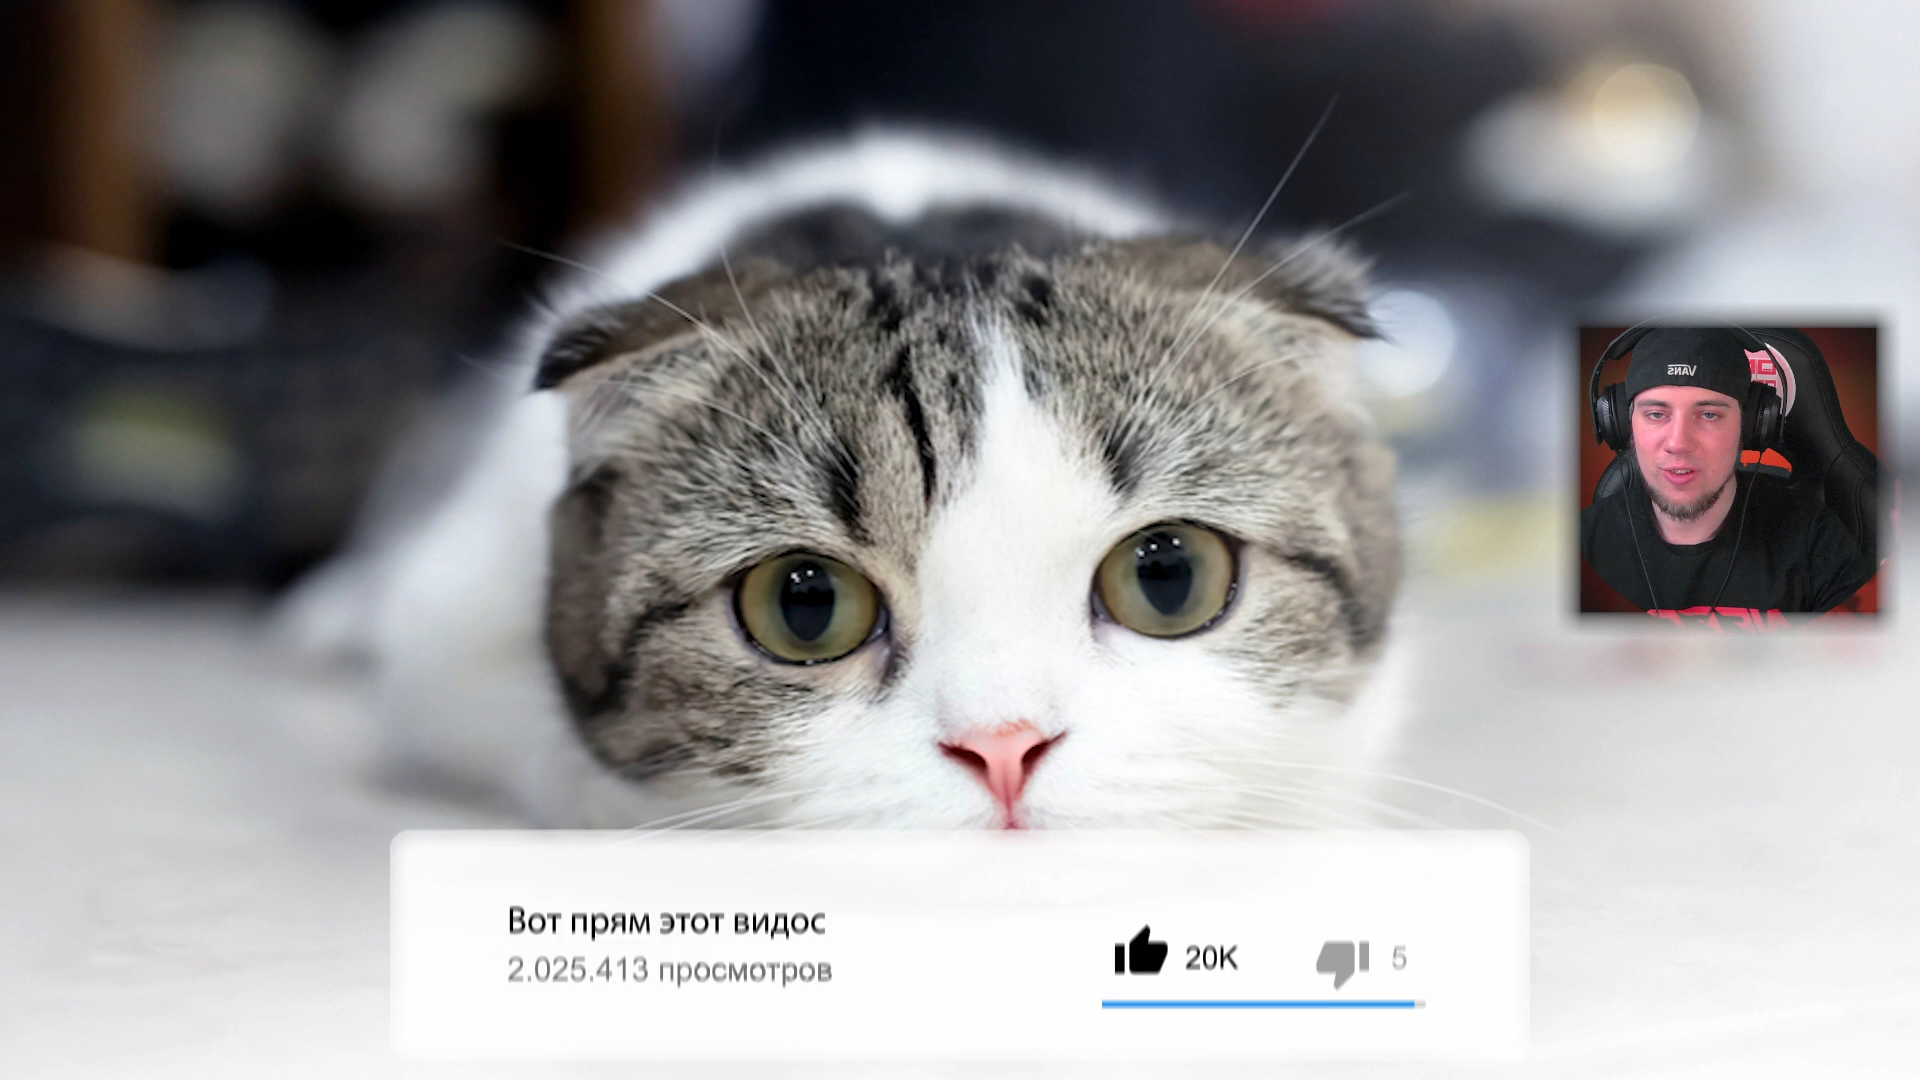 VANS
Вот прям этот видос
2.025.413 просмотров
20K
5